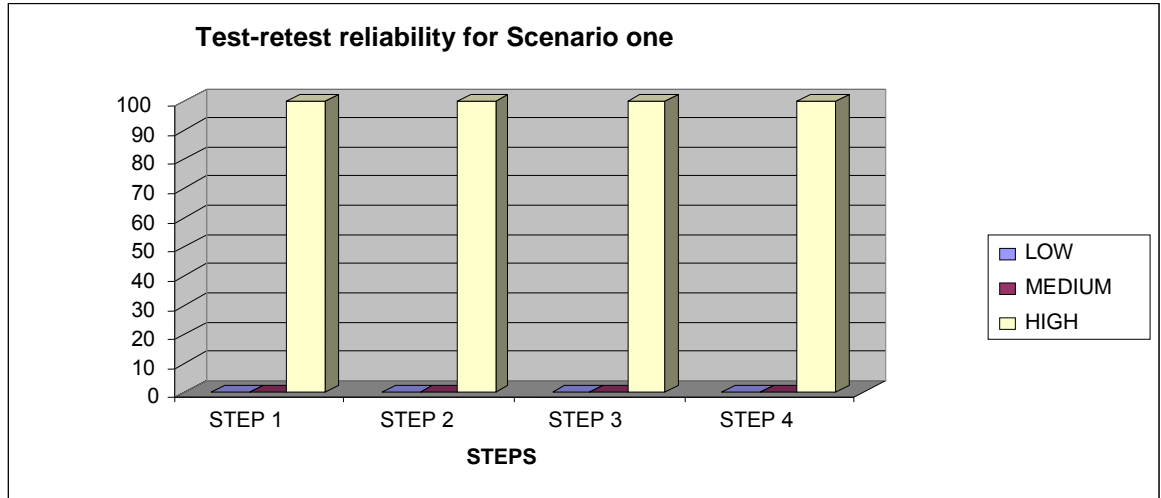 Test-retest reliability for Scenario one
100
90
80
70
60
50
40
30
20
10
0
STEP 1 STEP 2 STEP 3 STEP 4
STEPS
LOW
MEDIUM
HIGH